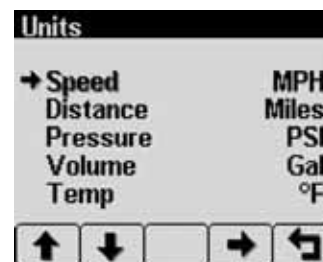 Units
Speed MPH
Distance Miles
Pressure PSI
Volume Gal
Temp °F